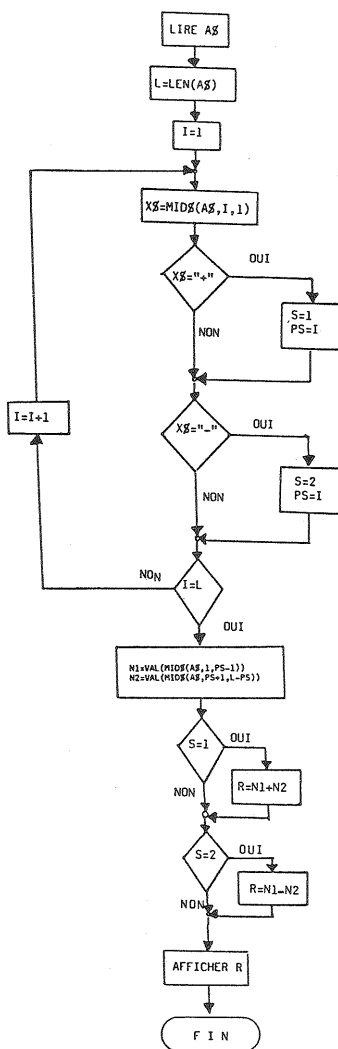 LIRE A$
L=LEN(A$)
I=1
X$=MID$(A$,I,1)
OUI
X$="+"
S=1
PS=I
NON
I=I+1
OUI
X$="-"
S=2
PS=I
NON
NON
I=L
OUI
N1=VAL(MID$(A$,1,PS-1))
N2=VAL(MID$(A$,PS+1,L-PS))
OUI
S=1
R=N1+N2
NON
OUI
S=2
R=N1-N2
NON
AFFICHER R
F I N